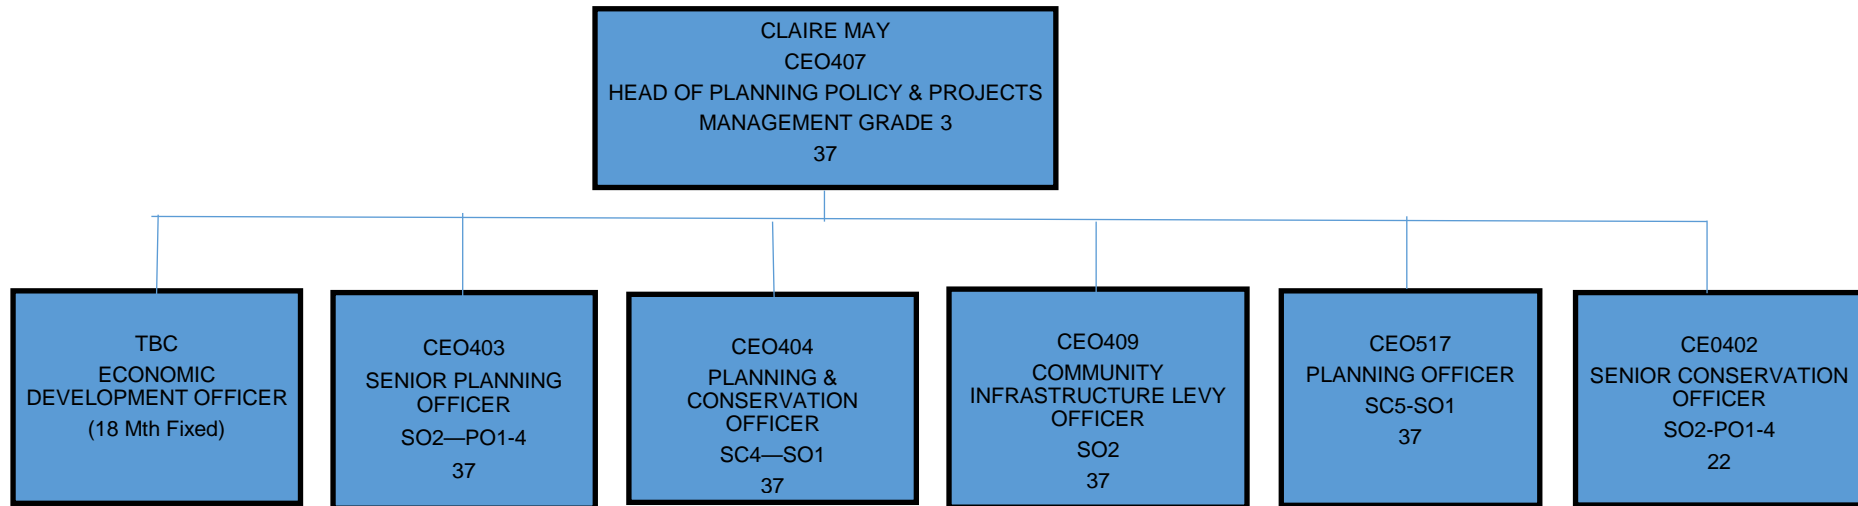 CLAIRE MAY
CEO407
HEAD OF PLANNING POLICY & PROJECTS
MANAGEMENT GRADE 3
37
TBC
ECONOMIC
DEVELOPMENT OFFICER
(18 Mth Fixed)
CEO403
SENIOR PLANNING
OFFICER
SO2—PO1-4
37
CEO404
PLANNING &
CONSERVATION
OFFICER
SC4—SO1
37
CEO409
COMMUNITY
INFRASTRUCTURE LEVY
OFFICER
SO2
37
CEO517
PLANNING OFFICER
SC5-SO1
37
CE0402
SENIOR CONSERVATION
OFFICER
SO2-PO1-4
22